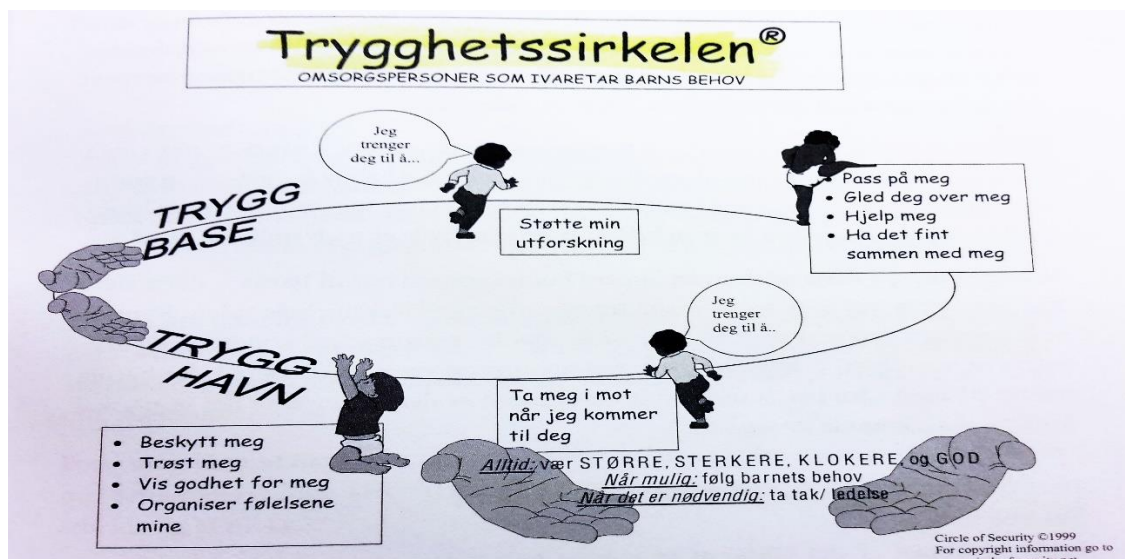 Trygghetssirkelen®
OMSORGSPERSONER SOM IVARETAR BARNS BEHOV
Jeg
trenger
deg til å...
TRYGG
BASE
Støtte min
utforskning
• Pass på meg
• Gled deg over meg
• Hjelp meg
• Ha det fint
sammen med meg
Jeg
trenger
deg til å..
TRYGG
HAVN
Ta meg i mot
når jeg kommer
til deg
• Beskytt meg
• Trøst meg
• Vis godhet for meg
• Organiser følelsene
mine
Alltid: vær STØRRE, STERKERE, KLOKERE, og GOD
Når mulig: følg barnets behov
Når det er nødvendig: ta tak/ ledelse
Circle of Security ©1999
For copyright information go to